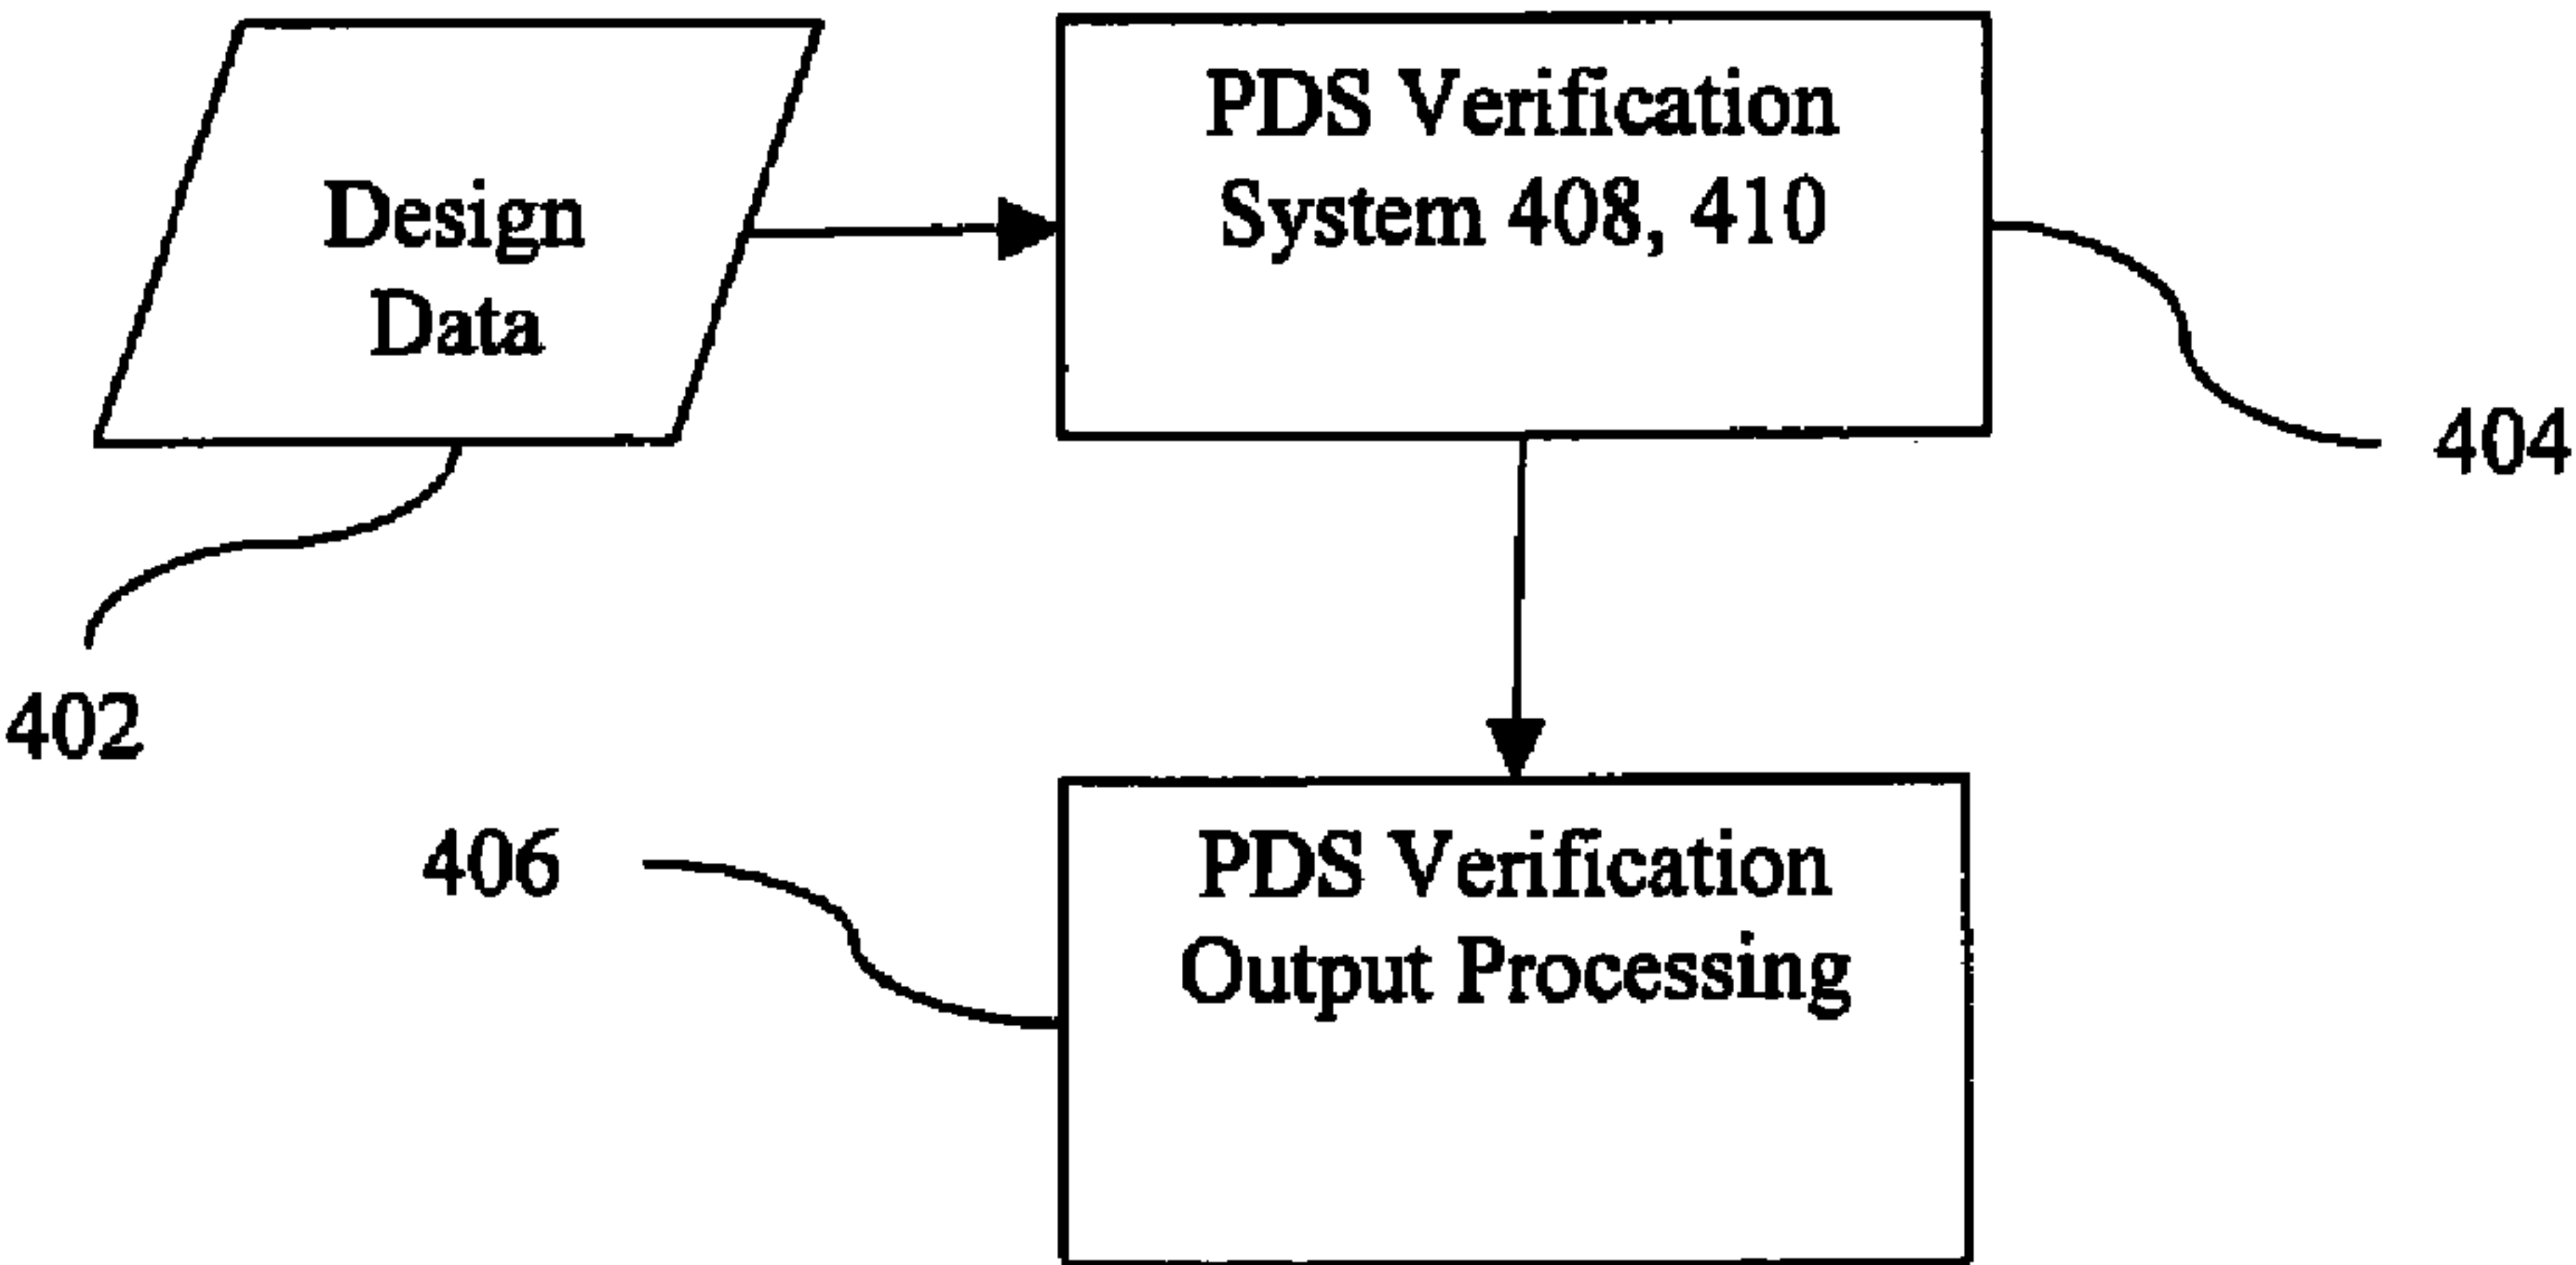 Design
Data
PDS Verification
System 408, 410
404
402
406
PDS Verification
Output Processing